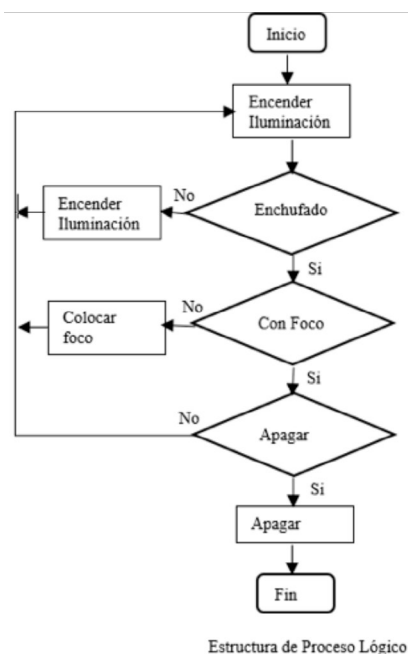 Inicio
Encender
Iluminación
No
Encender
Iluminación
Enchufado
Si
No
Colocar
foco
Con Foco
Si
No
Apagar
Si
Apagar
Fin
Estructura de Proceso Lógico